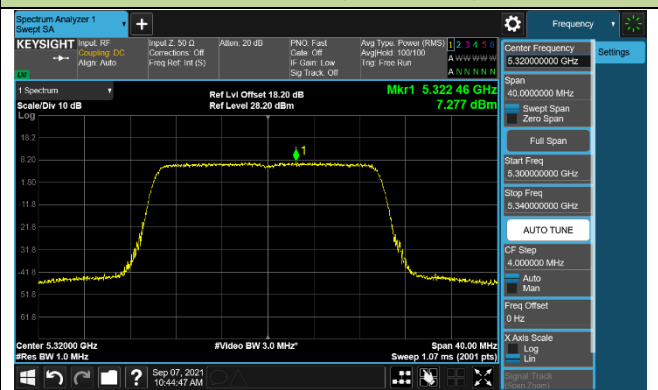 Spectrum Analyzer 1
Swept SA
+
Frequency
KEYSIGHT Input: RF
Coupling: DC
Align: Auto
Input Z: 50 Ω
Corrections: Off
Freq Ref: Int (S)
Atten: 20 dB
PNO: Fast
Gate: Off
IF Gain: Low
Sig Track: Off
Avg Type: Power (RMS)
Avg|Hold: 100/100
Trig: Free Run
1 2 3 4 5 6
A W W W W W
A N N N N N
LNI
1 Spectrum
Scale/Div 10 dB
Log
Ref Lvl Offset 18.20 dB
Ref Level 28.20 dBm
Mkr1 5.322 46 GHz
7.277 dBm
1
18.2
8.20
-1.80
-11.8
-21.8
-31.8
-41.8
-51.8
-61.8
Center 5.32000 GHz
#Res BW 1.0 MHz
#Video BW 3.0 MHz*
Span 40.00 MHz
Sweep 1.07 ms (2001 pts)
Sep 07, 2021
10:44:47 AM
?
Center Frequency
5.320000000 GHz
Settings
Span
40.0000000 MHz
Swept Span
Zero Span
Full Span
Start Freq
5.300000000 GHz
Stop Freq
5.340000000 GHz
AUTO TUNE
CF Step
4.000000 MHz
Auto
Man
Freq Offset
0 Hz
X Axis Scale
Log
Lin
Signal Track
(Span Zoom)